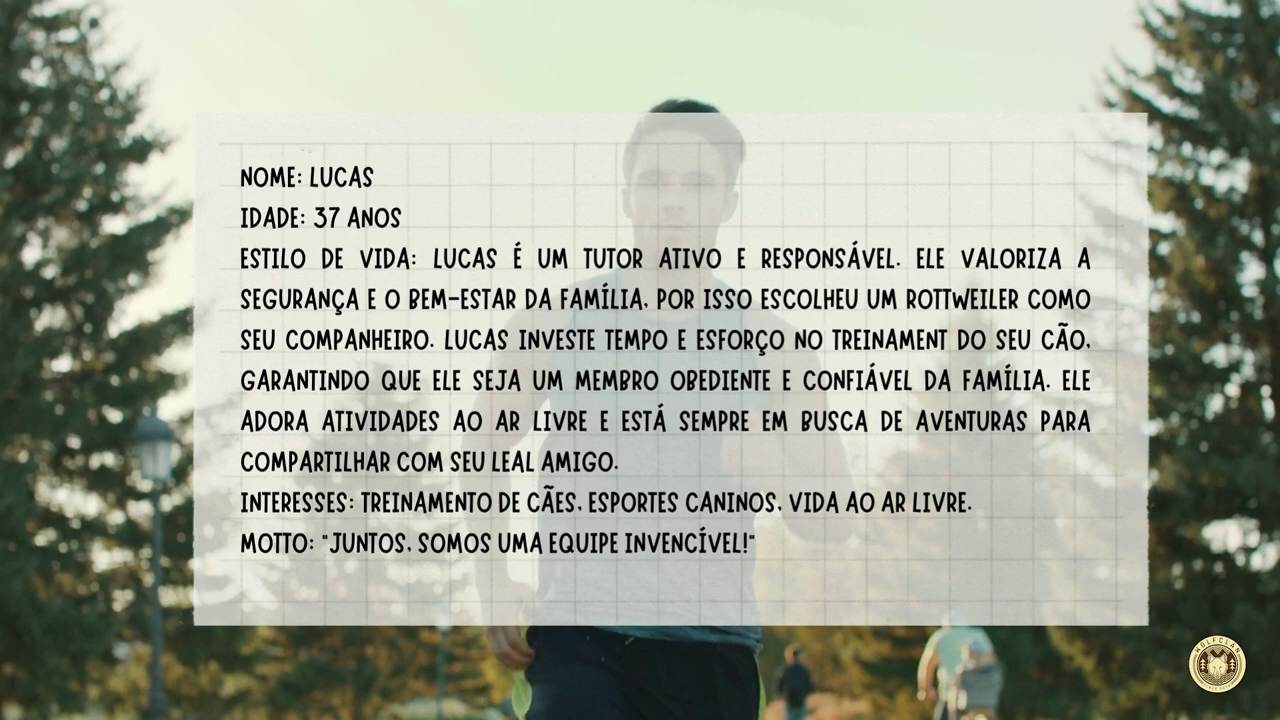 NOME: LUCAS
IDADE: 37 ANOS
ESTILO DE VIDA: LUCAS É UM TUTOR ATIVO E RESPONSÁVEL. ELE VALORIZA A
SEGURANÇA E O BEM-ESTAR DA FAMÍLIA, POR ISSO ESCOLHEU UM ROTTWEILER COMO
SEU COMPANHEIRO. LUCAS INVESTE TEMPO E ESFORÇO NO TREINAMENT DO SEU CÃO,
GARANTINDO QUE ELE SEJA UM MEMBRO OBEDIENTE E CONFIÁVEL DA FAMÍLIA. ELE
ADORA ATIVIDADES AO AR LIVRE E ESTÁ SEMPRE EM BUSCA DE AVENTURAS PARA
COMPARTILHAR COM SEU LEAL AMIGO.
INTERESSES: TREINAMENTO DE CÃES, ESPORTES CANINOS, VIDA AO AR LIVRE.
MOTTO: "JUNTOS, SOMOS UMA EQUIPE INVENCÍVEL!"
WOLFCLAN